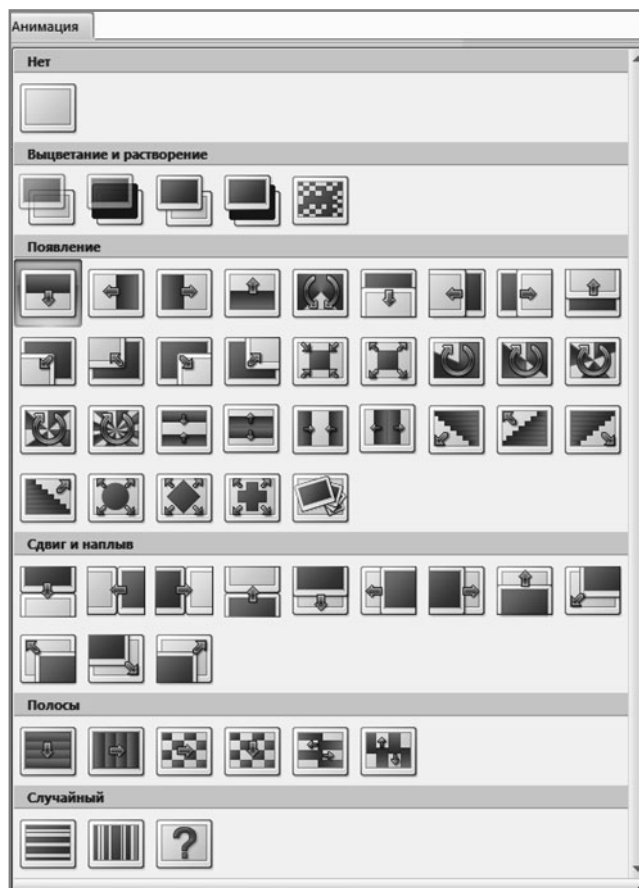 Анимация
Нет
Выцветание и растворение
Появление
Сдвиг и наплыв
Полосы
Случайный
?